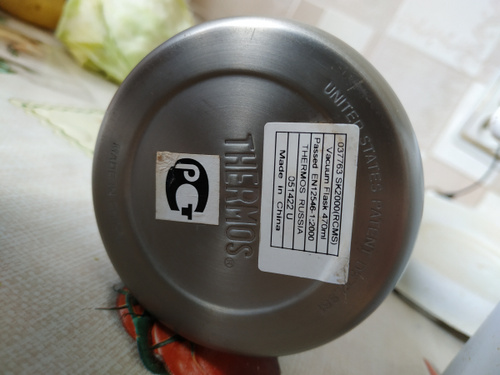 THERMOS®
UNITED STATES PATENT
PCT
037763 SK2000(RCMS)
Vacuum Flask 470ml
Passed EN12546-1:2000
THERMOS RUSSIA
051422 U
Made in China